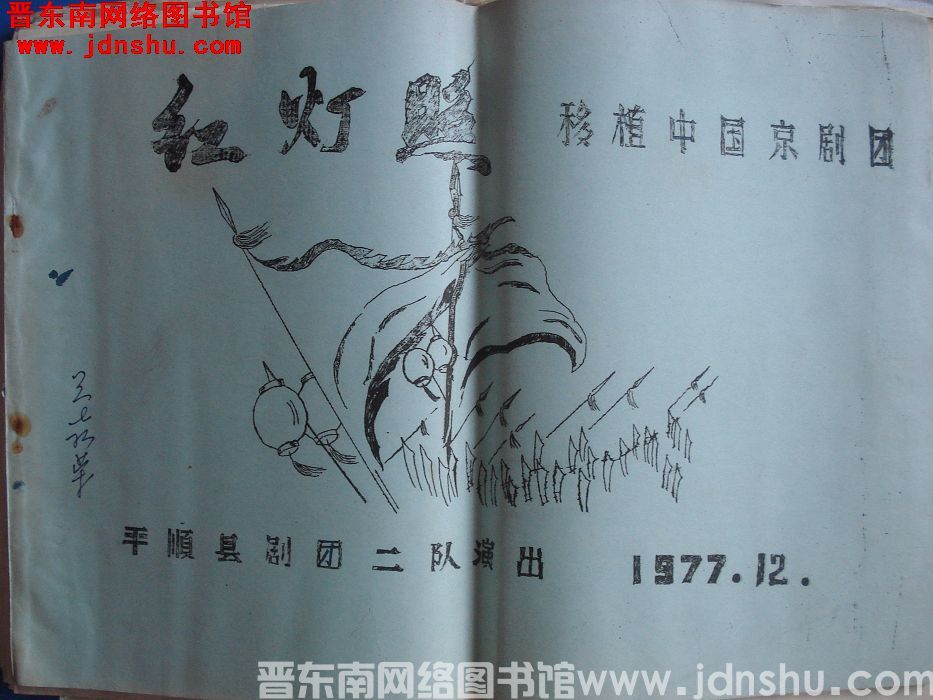 晋东南网络图书馆
www. jdnshu. com
红灯照
移植中国京剧团
平順县剧团二队演出 1977.12.
晋东南网络图书馆www.jdnshu.com